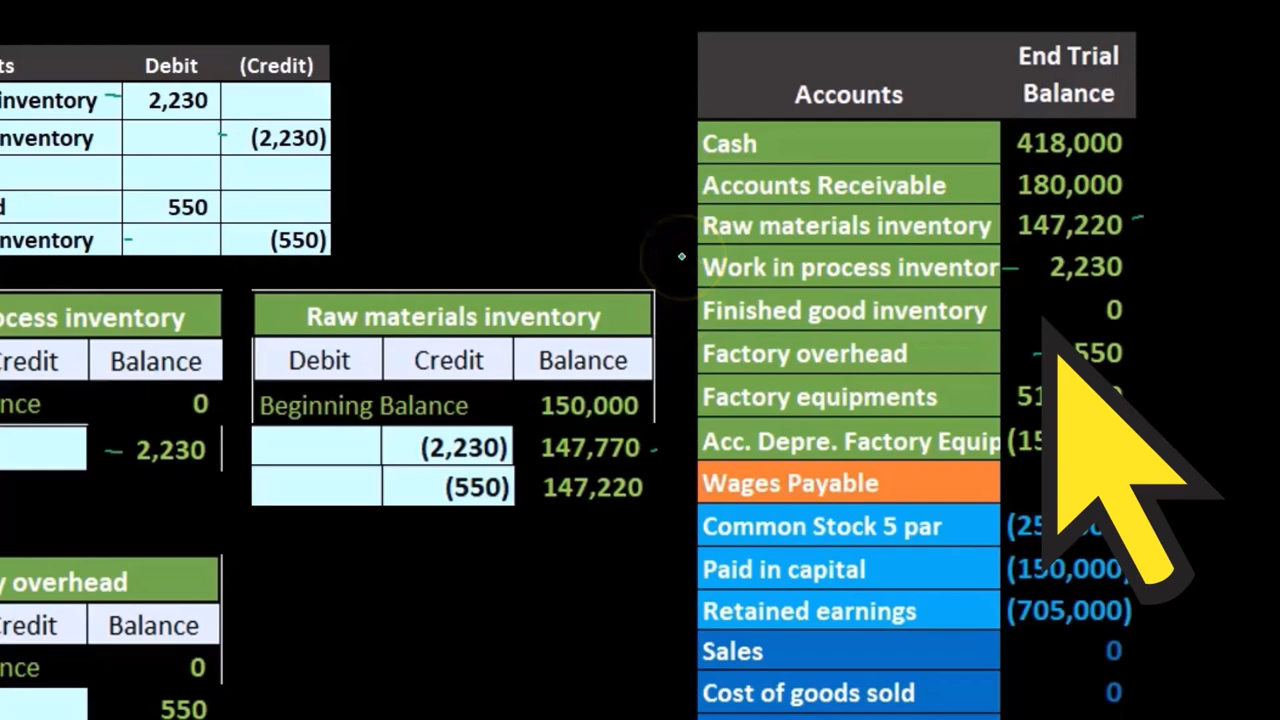 ts Debit (Credit)
inventory 2,230
inventory (2,230)
d 550
inventory (550)
ocess inventory
Credit Balance
nce 0
2,230
y overhead
Credit Balance
nce 0
550
Raw materials inventory
Debit Credit Balance
Beginning Balance 150,000
(2,230) 147,770
(550) 147,220
End Trial
Accounts Balance
Cash 418,000
Accounts Receivable 180,000
Raw materials inventory 147,220
Work in process inventor 2,230
Finished good inventory 0
Factory overhead 550
Factory equipments
Acc. Depre. Factory Equip
Wages Payable
Common Stock 5 par
Paid in capital (150,000)
Retained earnings (705,000)
Sales 0
Cost of goods sold 0